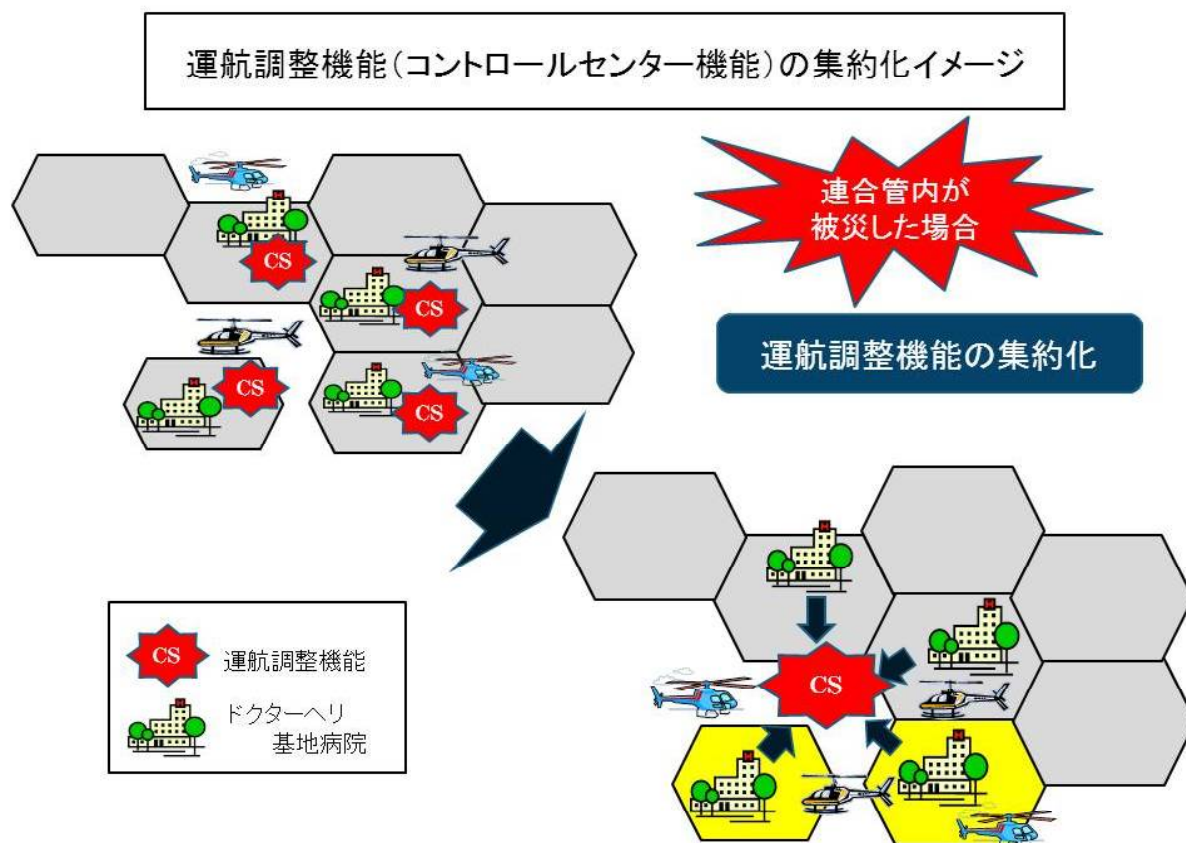 運航調整機能（コントロールセンター機能）の集約化イメージ
連合管内が
被災した場合
CS
CS
CS
CS
運航調整機能の集約化
CS
運航調整機能
ドクターヘリ
基地病院
CS